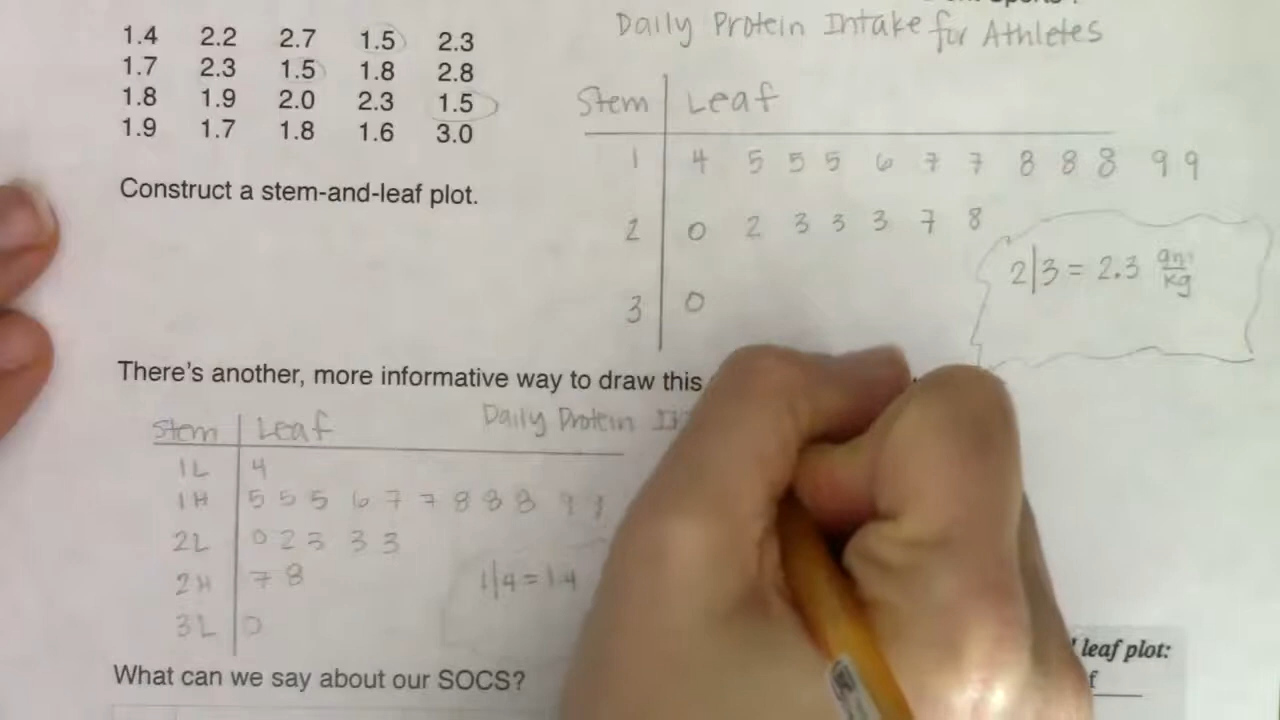 1.4 2.2 2.7 1.5 2.3
1.7 2.3 1.5 1.8 2.8
1.8 1.9 2.0 2.3 1.5
1.9 1.7 1.8 1.6 3.0
Construct a stem-and-leaf plot.
Daily Protein Intake for Athletes
Stem Leaf
1 4 5 5 5 6 7 7 8 8 8 9 9
2 0 2 3 3 3 7 8
3 0
2|3 = 2.3 gm/kg
There's another, more informative way to draw this
Daily Protein
Stem Leaf
1L 4
1H 5 5 5 6 7 7 8 8 8 9 9
2L 0 2 3 3 3
2H 7 8
3L 0
1|4 = 1.4
What can we say about our SOCS?
leaf plot: